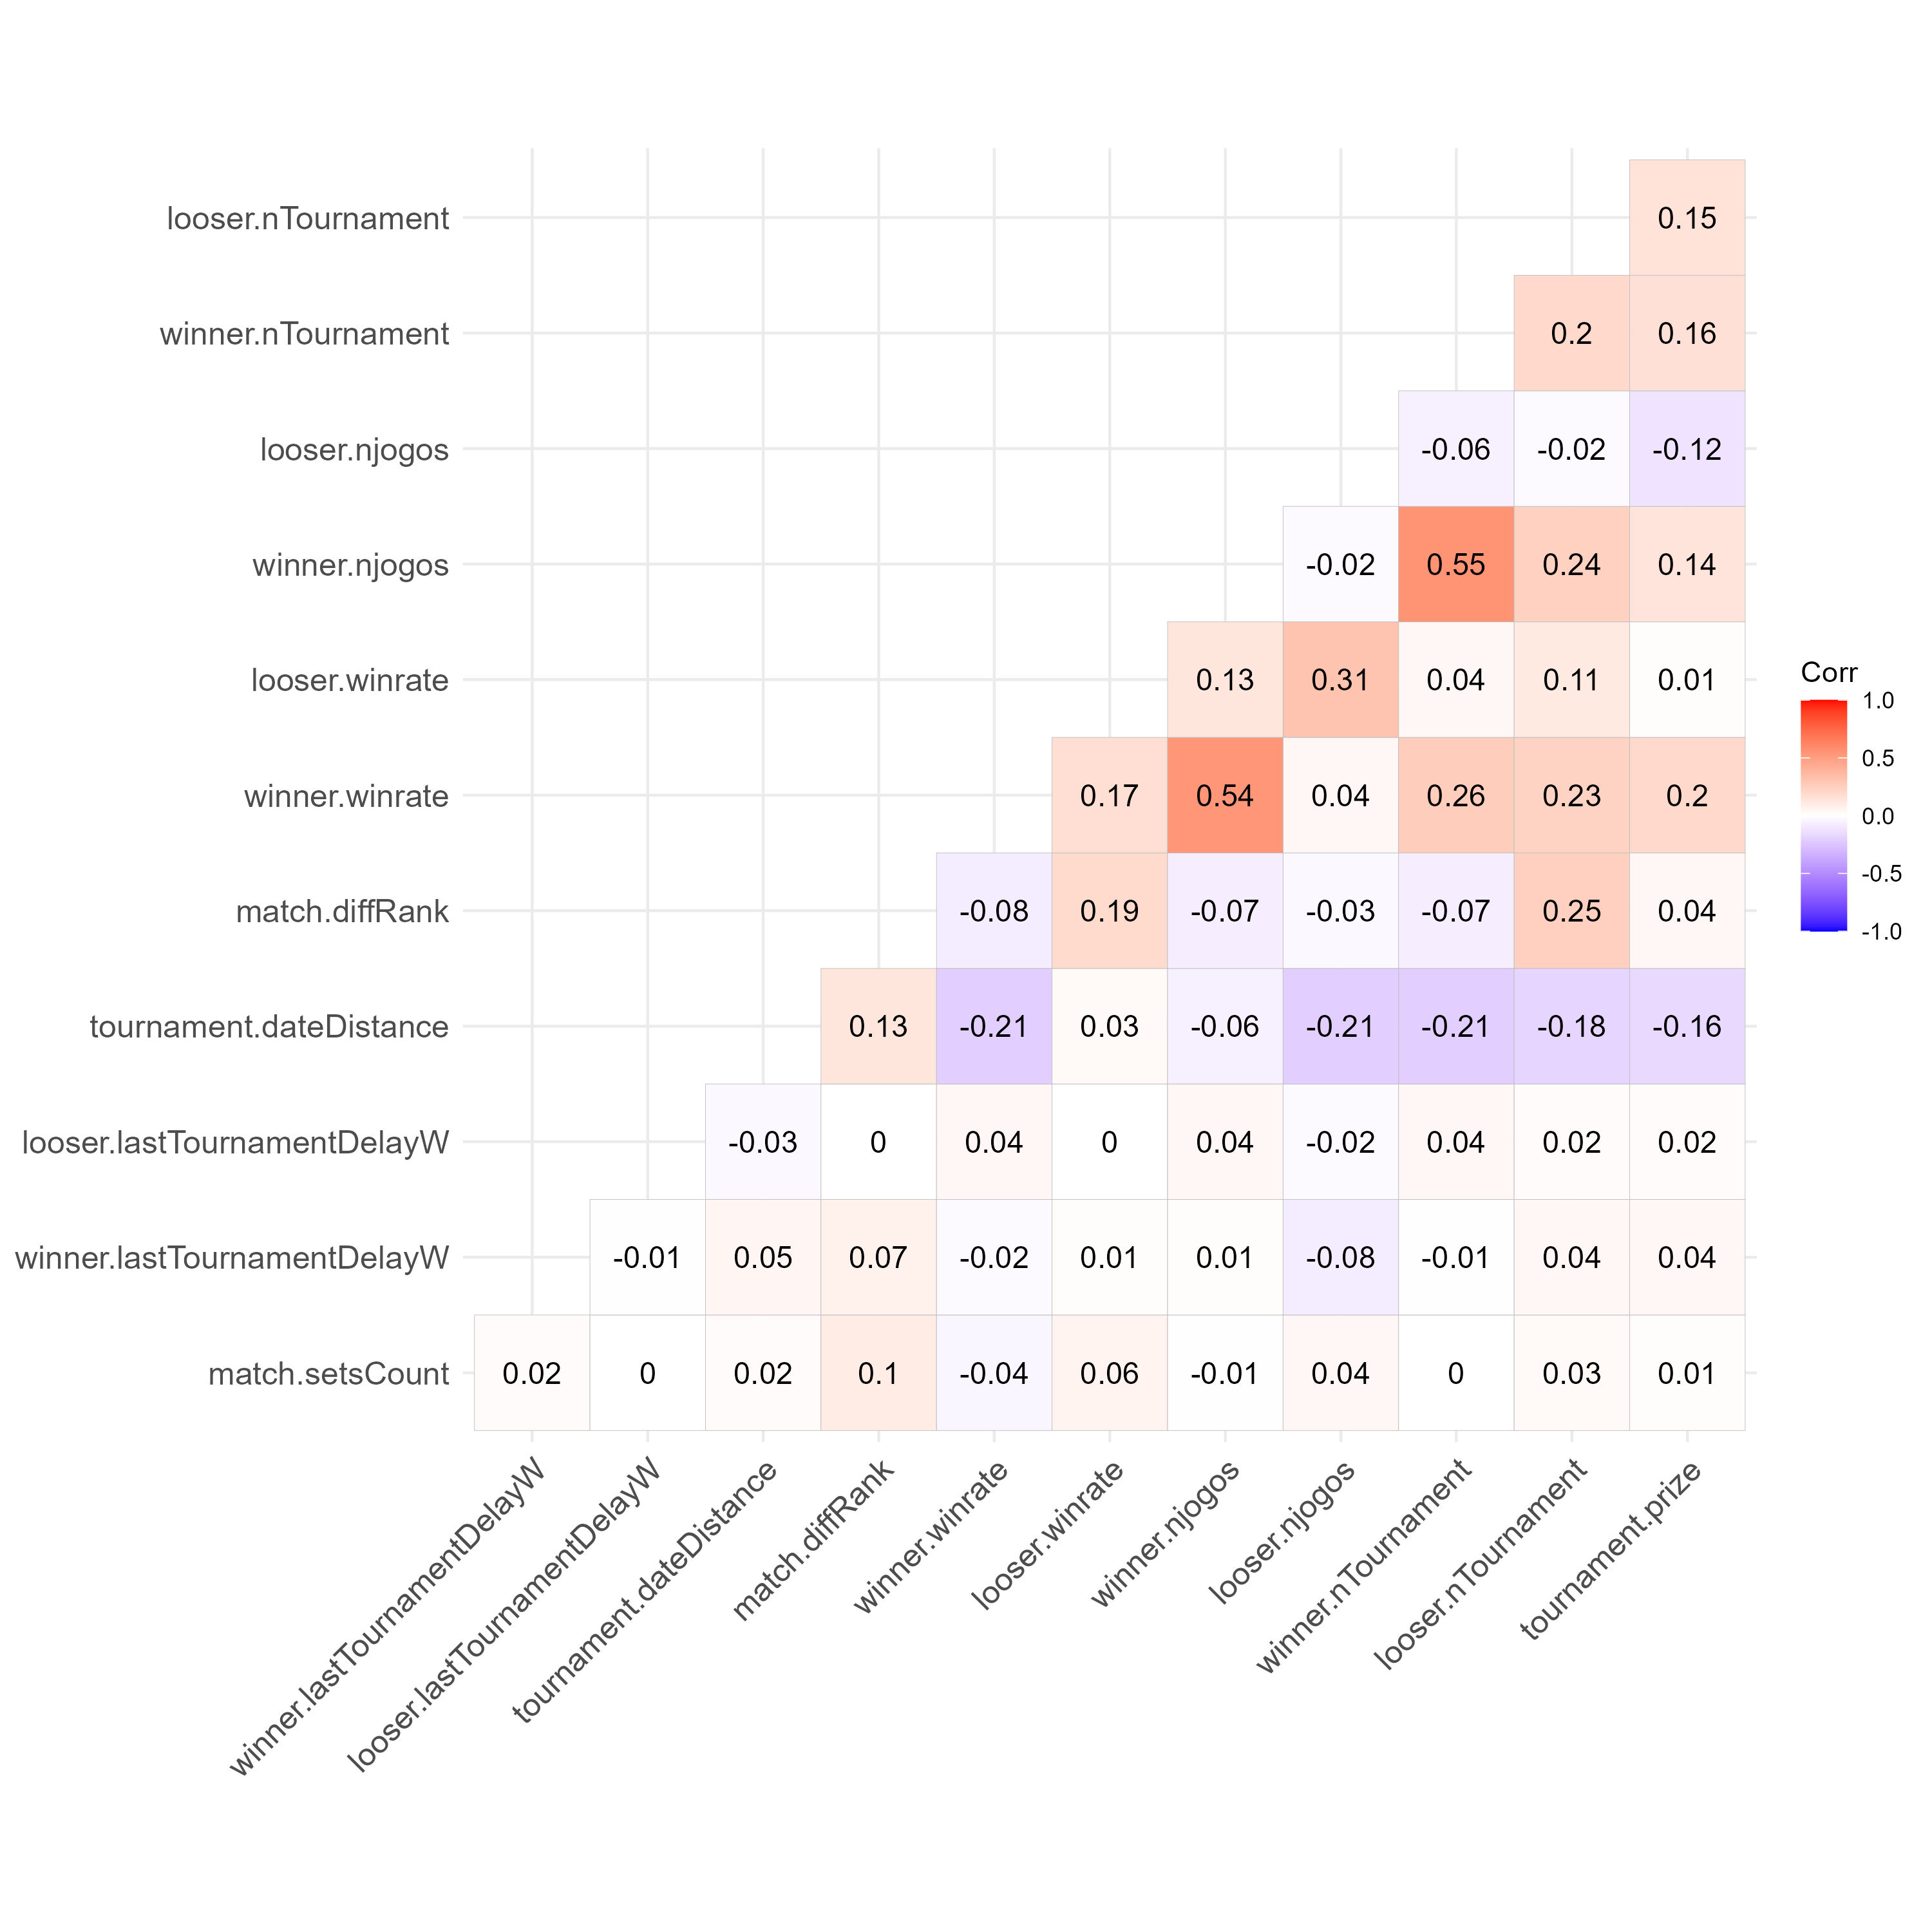 looser.nTournament 0.15
winner.nTournament 0.2 0.16
looser.njogos -0.06 -0.02 -0.12
winner.njogos -0.02 0.55 0.24 0.14
looser.winrate 0.13 0.31 0.04 0.11 0.01
winner.winrate 0.17 0.54 0.04 0.26 0.23 0.2
match.diffRank -0.08 0.19 -0.07 -0.03 -0.07 0.25 0.04
tournament.dateDistance 0.13 -0.21 0.03 -0.06 -0.21 -0.21 -0.18 -0.16
looser.lastTournamentDelayW -0.03 0 0.04 0 0.04 -0.02 0.04 0.02 0.02
winner.lastTournamentDelayW -0.01 0.05 0.07 -0.02 0.01 0.01 -0.08 -0.01 0.04 0.04
match.setsCount 0.02 0 0.02 0.1 -0.04 0.06 -0.01 0.04 0 0.03 0.01
winner.lastTournamentDelayW
looser.lastTournamentDelayW
tournament.dateDistance
match.diffRank
winner.winrate
looser.winrate
winner.njogos
looser.njogos
winner.nTournament
looser.nTournament
tournament.prize
Corr
1.0
0.5
0.0
-0.5
-1.0